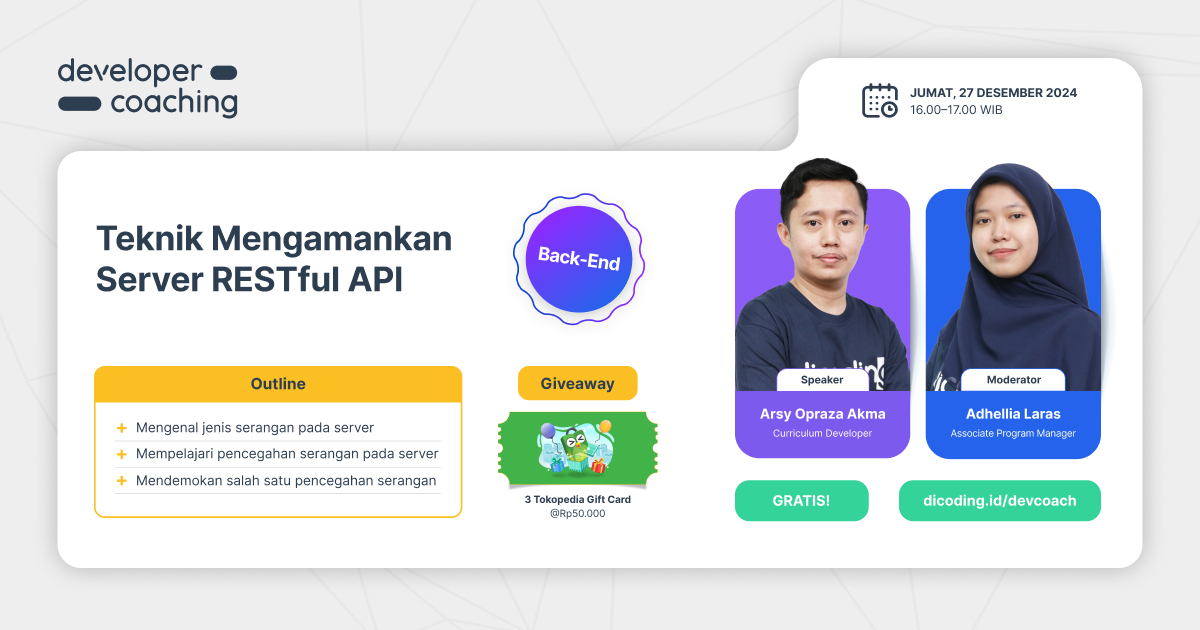 developer
coaching
JUMAT, 27 DESEMBER 2024
16.00–17.00 WIB
Teknik Mengamankan
Server RESTful API
Back-End
Outline
+ Mengenal jenis serangan pada server
+ Mempelajari pencegahan serangan pada server
+ Mendemokan salah satu pencegahan serangan
Giveaway
3 Tokopedia Gift Card
@Rp50.000
Speaker
Arsy Opraza Akma
Curriculum Developer
Moderator
Adhellia Laras
Associate Program Manager
GRATIS!
dicoding.id/devcoach